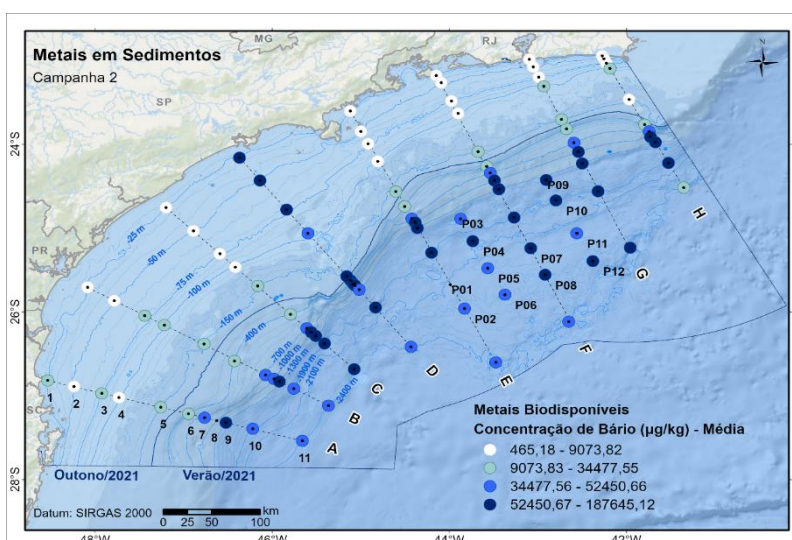 MG
RJ
Metais em Sedimentos
Campanha 2
SP
24°S
-25 m
-50 m
-75 m
-100 m
-150 m
-400 m
P09
P10
H
P03
P04
P11
G
P07
P12
P05
P08
P01
P06
P02
F
PR
26°S
-700 m
-1000 m
-1300 m
-1900 m
-2100 m
-2400 m
D
E
C
B
A
SC
1
2
3
4
5
6
7
8
9
10
11
Metais Biodisponíveis
Concentração de Bário (µg/kg) - Média
465,18 - 9073,82
9073,83 - 34477,55
34477,56 - 52450,66
52450,67 - 187645,12
Outono/2021 Verão/2021
28°S
Datum: SIRGAS 2000
0 25 50 100 km
48°W 46°W 44°W 42°W